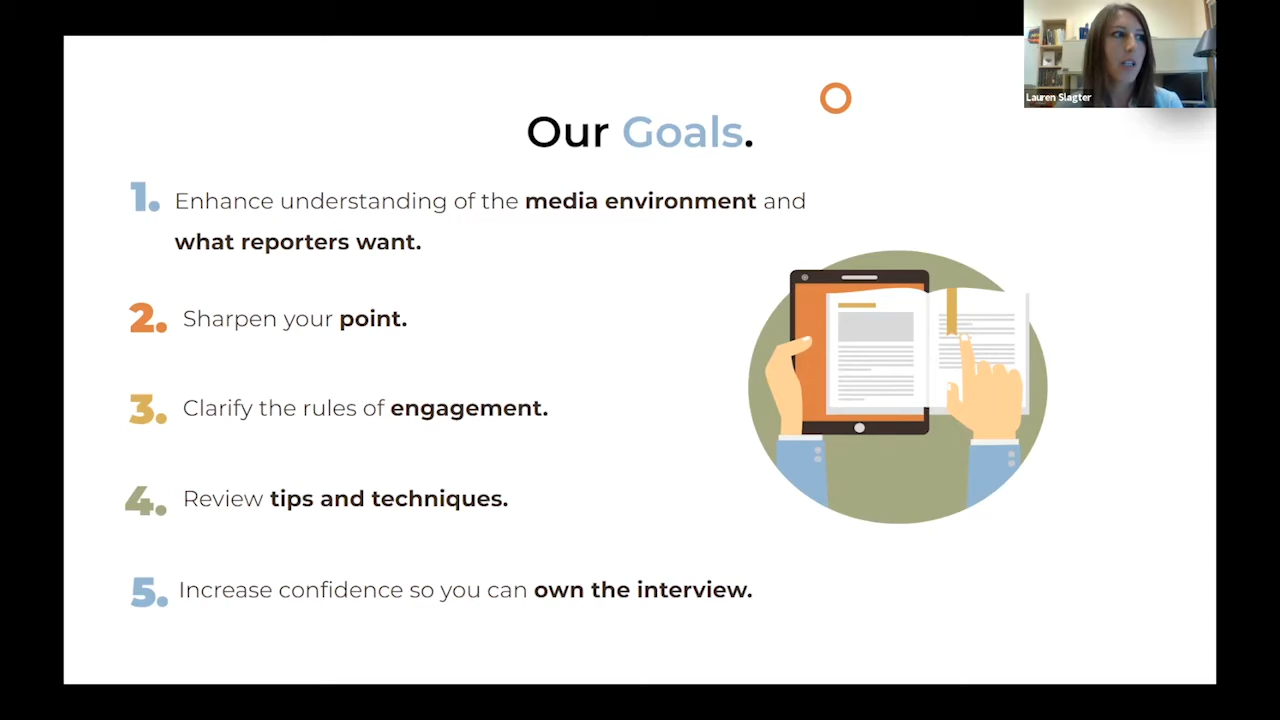 Lauren Slagter
Our Goals.
1. Enhance understanding of the media environment and
what reporters want.
2. Sharpen your point.
3. Clarify the rules of engagement.
4. Review tips and techniques.
5. Increase confidence so you can own the interview.